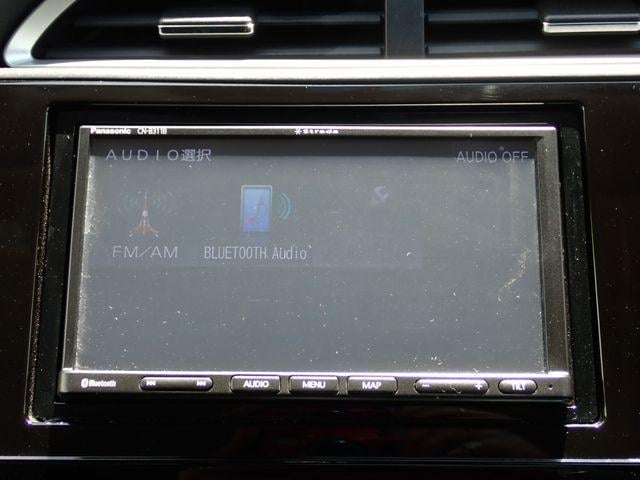 Panasonic CN-B311B Strada
AUDIO選択 AUDIO OFF
FM/AM BLUETOOTH Audio
Bluetooth AUDIO MENU MAP − + TILT